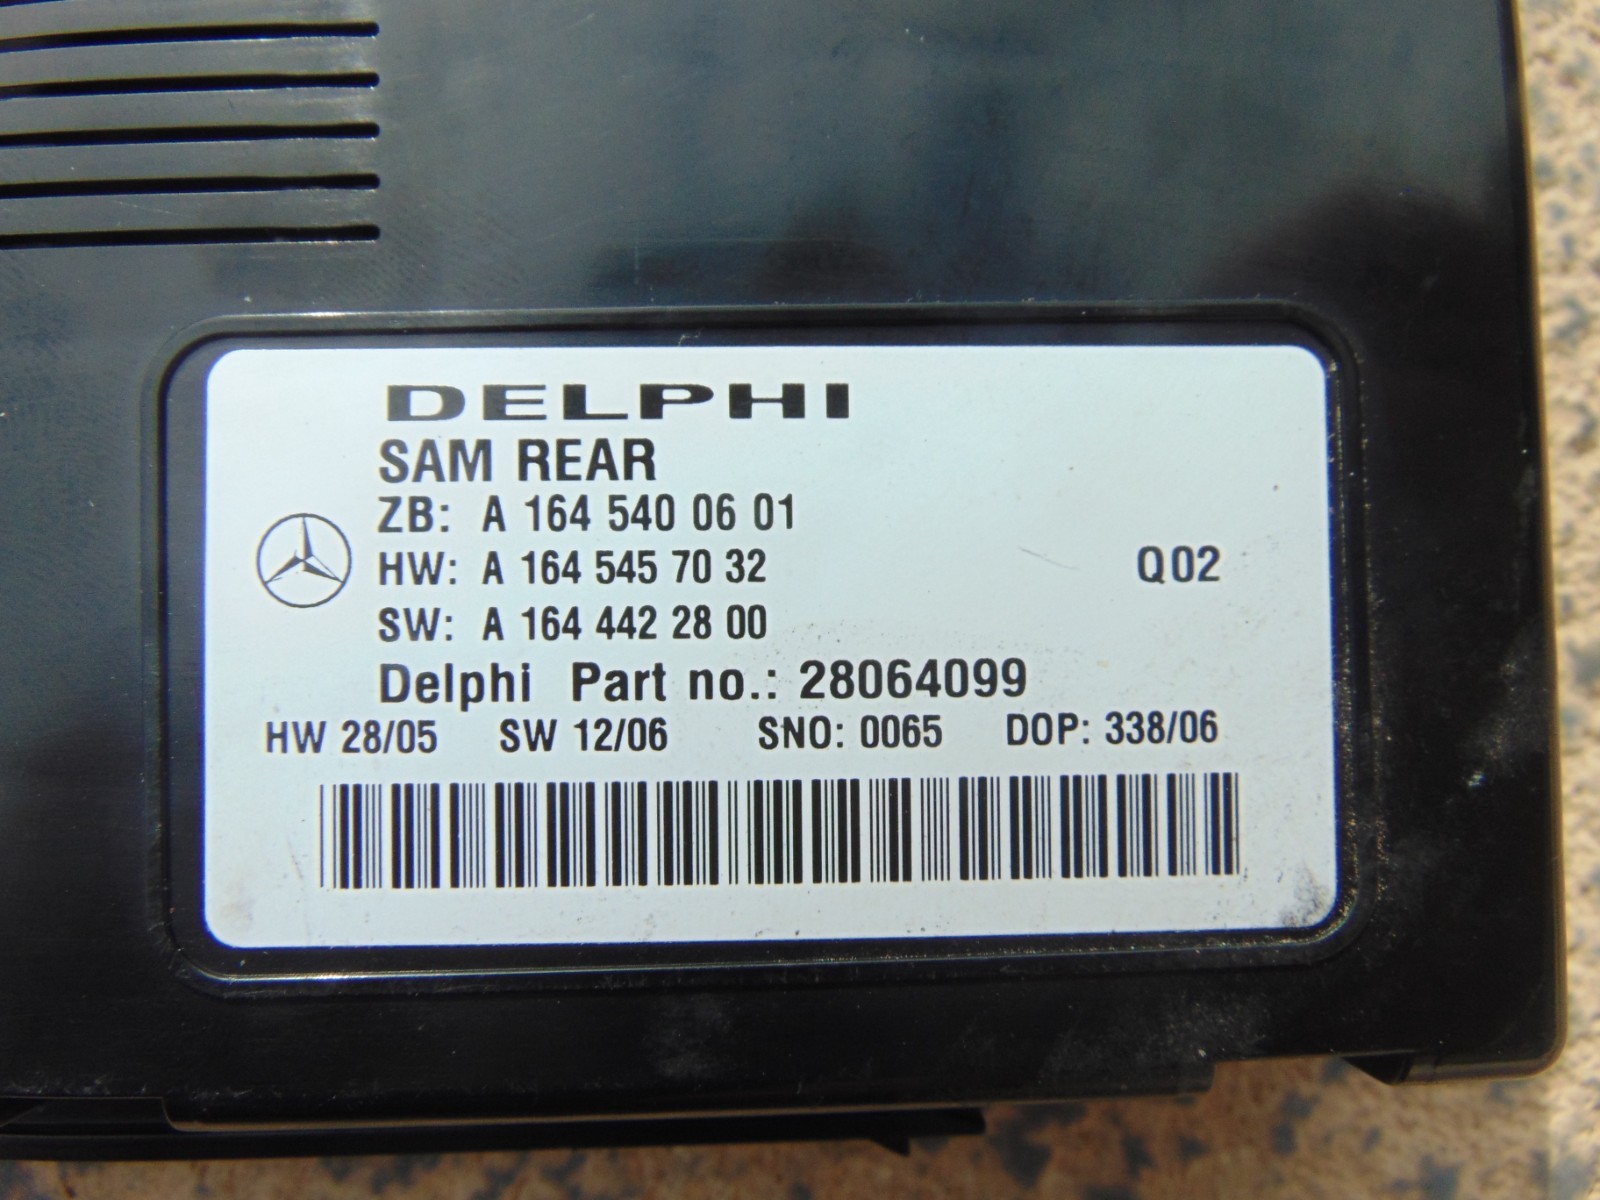 DELPHI
SAM REAR
ZB: A 164 540 06 01
HW: A 164 545 70 32 Q02
SW: A 164 442 28 00
Delphi Part no.: 28064099
HW 28/05 SW 12/06 SNO: 0065 DOP: 338/06